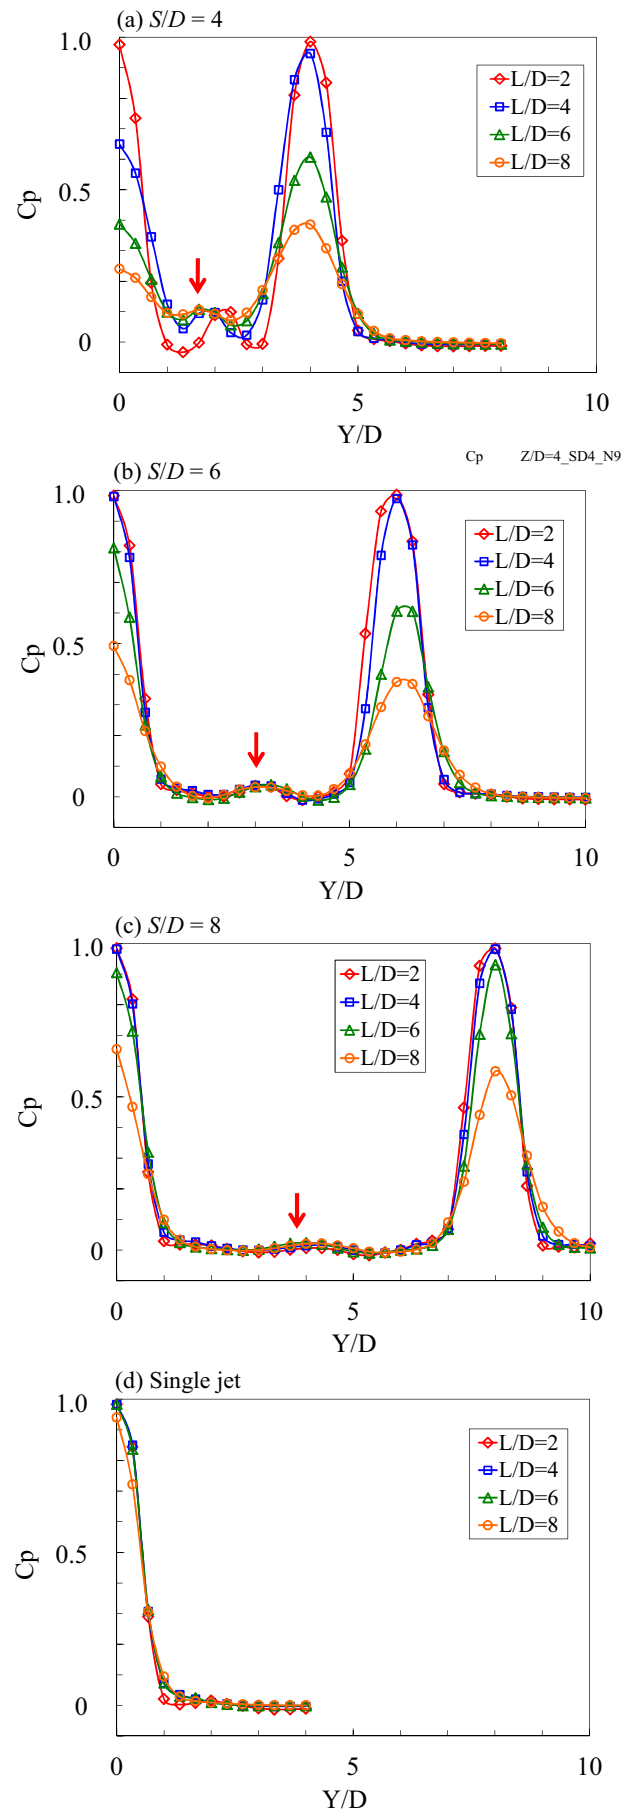 (a) S/D = 4
1.0
0.5
0
Cp
L/D=2
L/D=4
L/D=6
L/D=8
0 5 10
Y/D
Cp Z/D=4_SD4_N9
(b) S/D = 6
1.0
0.5
0
Cp
L/D=2
L/D=4
L/D=6
L/D=8
0 5 10
Y/D
(c) S/D = 8
1.0
0.5
0
Cp
L/D=2
L/D=4
L/D=6
L/D=8
0 5 10
Y/D
(d) Single jet
1.0
0.5
0
Cp
L/D=2
L/D=4
L/D=6
L/D=8
0 5 10
Y/D